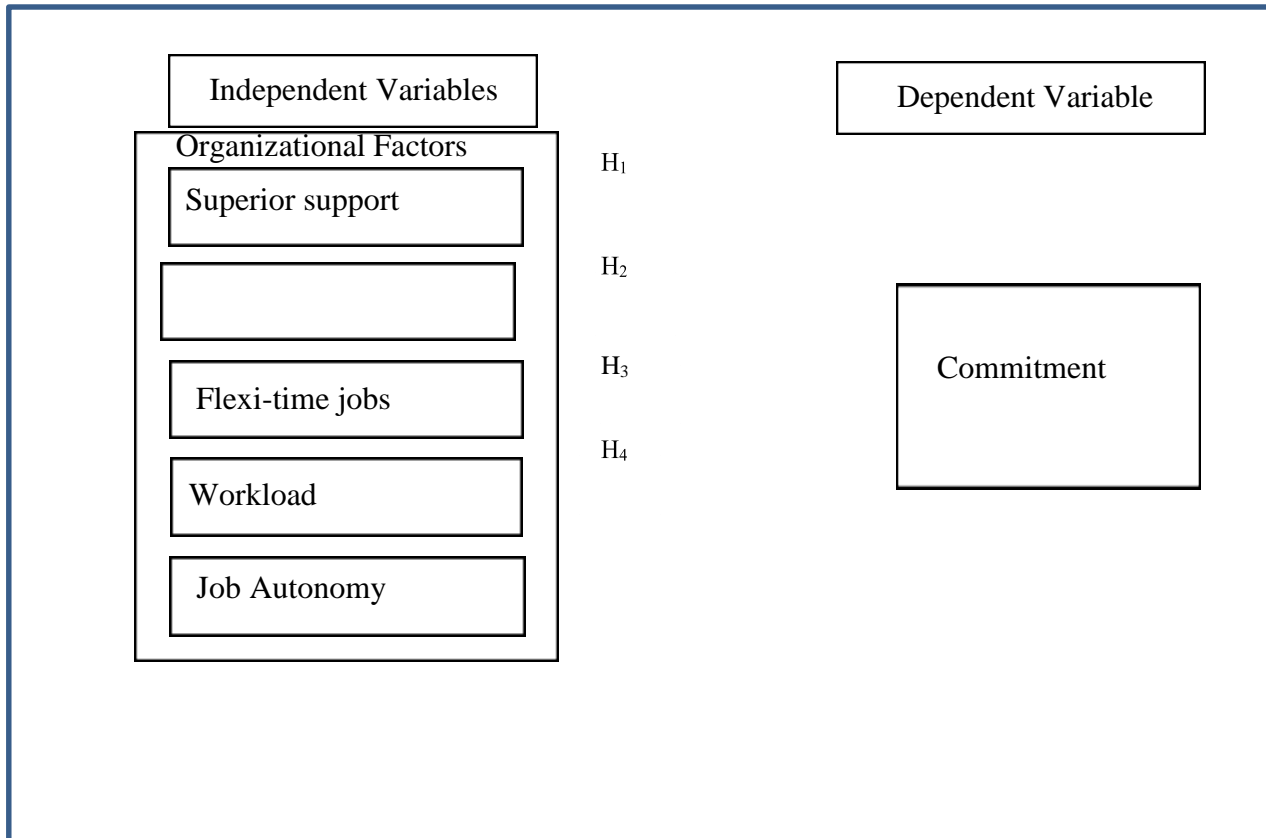 Independent Variables
Dependent Variable
Organizational Factors
H₁
Superior support
H₂
H₃
Flexi-time jobs
Commitment
H₄
Workload
Job Autonomy